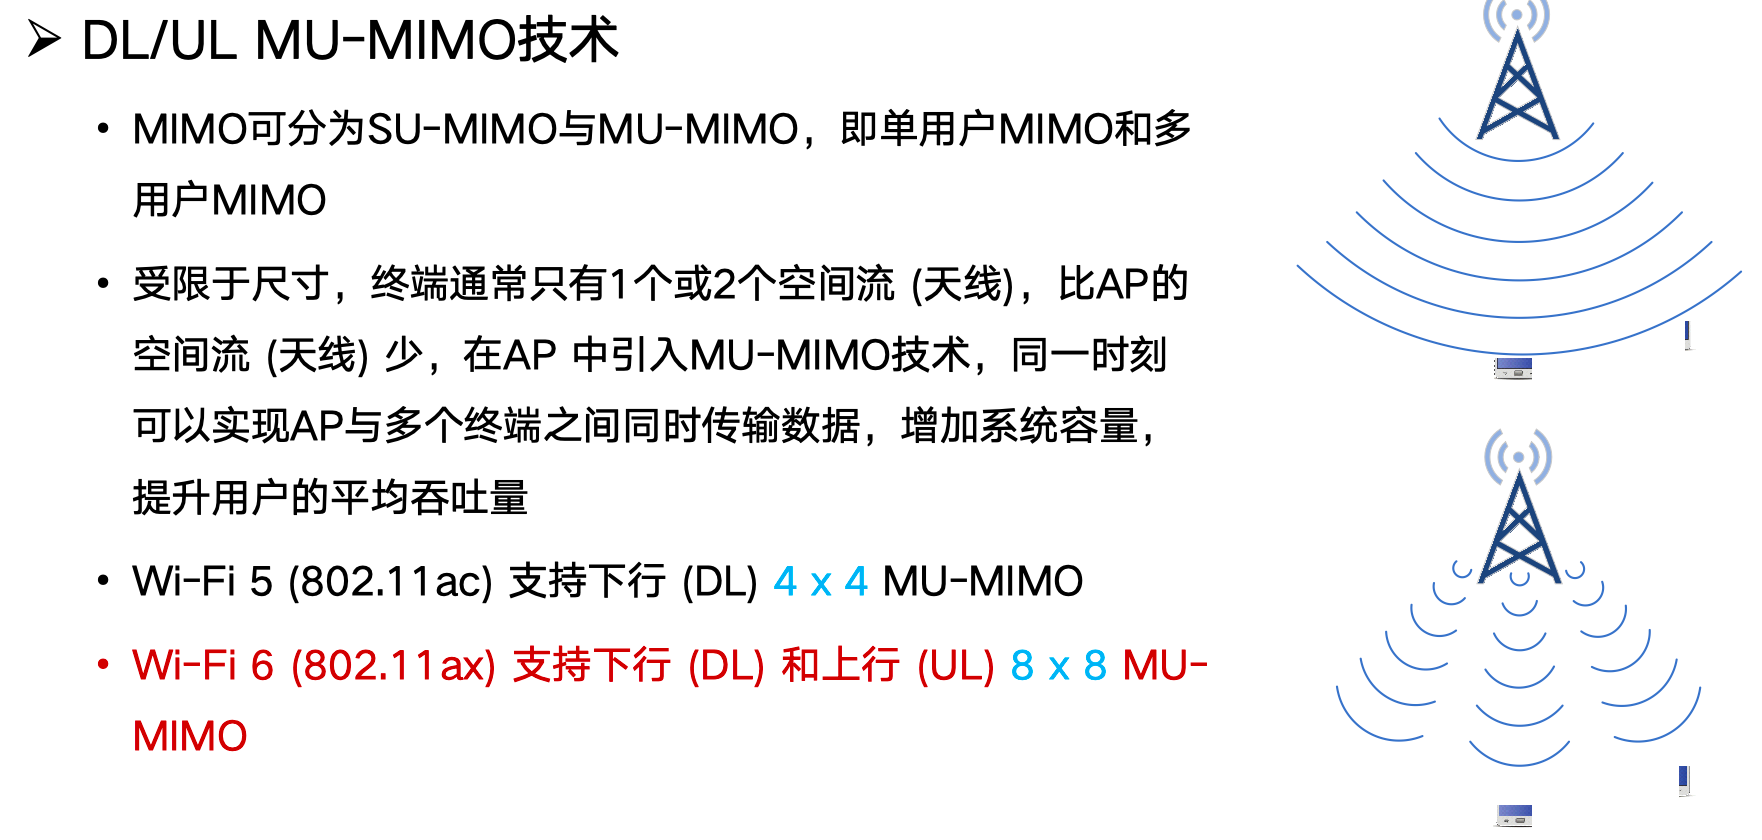 ➢ DL/UL MU-MIMO技术
• MIMO可分为SU-MIMO与MU-MIMO，即单用户MIMO和多
用户MIMO
• 受限于尺寸，终端通常只有1个或2个空间流 (天线)，比AP的
空间流 (天线) 少，在AP 中引入MU-MIMO技术，同一时刻
可以实现AP与多个终端之间同时传输数据，增加系统容量，
提升用户的平均吞吐量
• Wi-Fi 5 (802.11ac) 支持下行 (DL) 4 x 4 MU-MIMO
• Wi-Fi 6 (802.11ax) 支持下行 (DL) 和上行 (UL) 8 x 8 MU-
MIMO